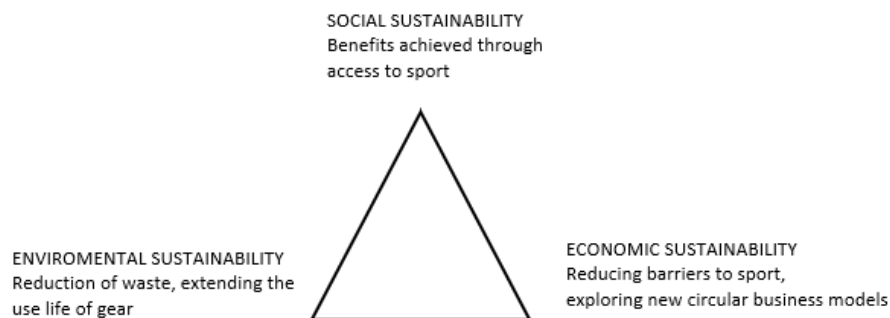 SOCIAL SUSTAINABILITY
Benefits achieved through
access to sport
ENVIROMENTAL SUSTAINABILITY
Reduction of waste, extending the
use life of gear
ECONOMIC SUSTAINABILITY
Reducing barriers to sport,
exploring new circular business models